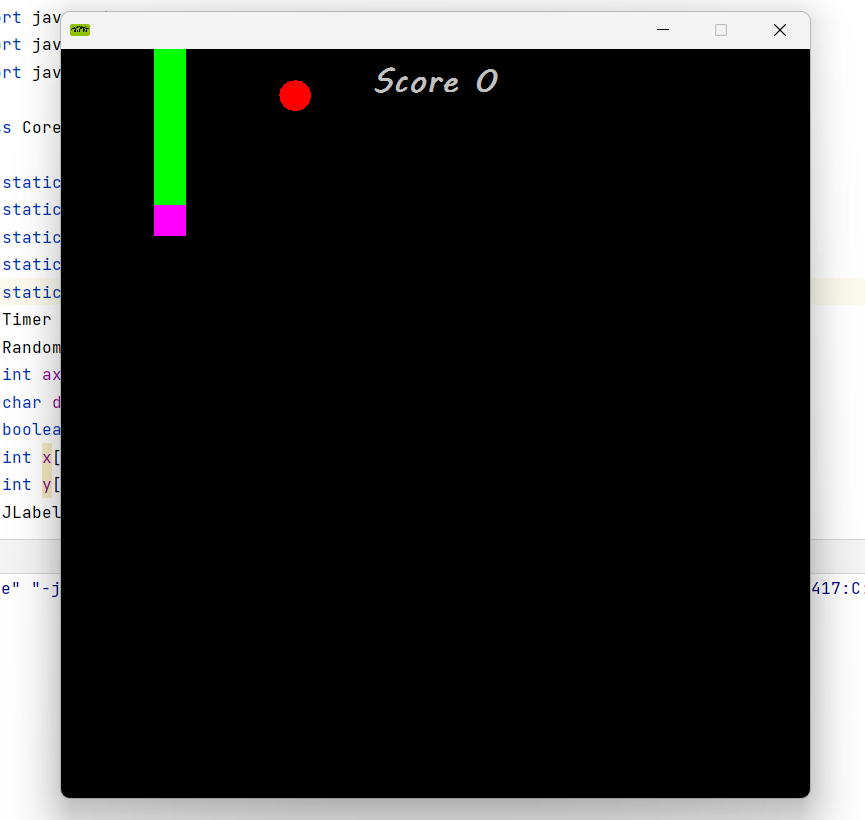 rt jav
rt jav
rt jav
Score 0
s Core
static
static
static
static
static
Timer
Random
int ax
char d
boolea
int x[
int y[
JLabel
e" "-j
417:C: